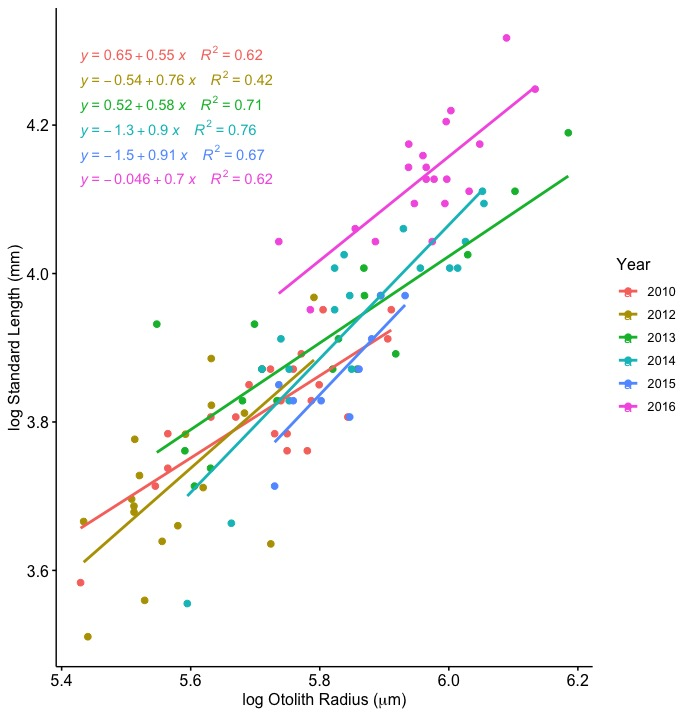 y = 0.65 + 0.55 x R² = 0.62
y = − 0.54 + 0.76 x R² = 0.42
y = 0.52 + 0.58 x R² = 0.71
y = − 1.3 + 0.9 x R² = 0.76
y = − 1.5 + 0.91 x R² = 0.67
y = − 0.046 + 0.7 x R² = 0.62
4.2
4.0
3.8
3.6
log Standard Length (mm)
5.4 5.6 5.8 6.0 6.2
log Otolith Radius (μm)
Year
a 2010
a 2012
a 2013
a 2014
a 2015
a 2016